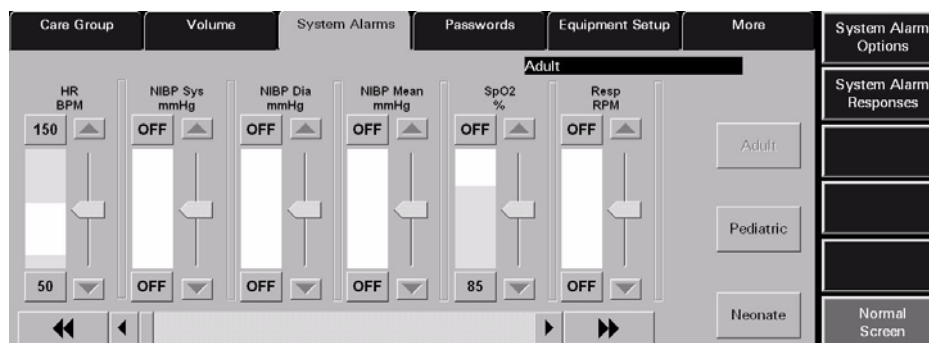 Care Group Volume System Alarms Passwords Equipment Setup More
System Alarm
Options
Adult
System Alarm
Responses
HR
BPM
NIBP Sys
mmHg
NIBP Dia
mmHg
NIBP Mean
mmHg
SpO2
%
Resp
RPM
150 OFF OFF OFF OFF OFF
Adult
Pediatric
50 OFF OFF OFF 85 OFF
Neonate
Normal
Screen